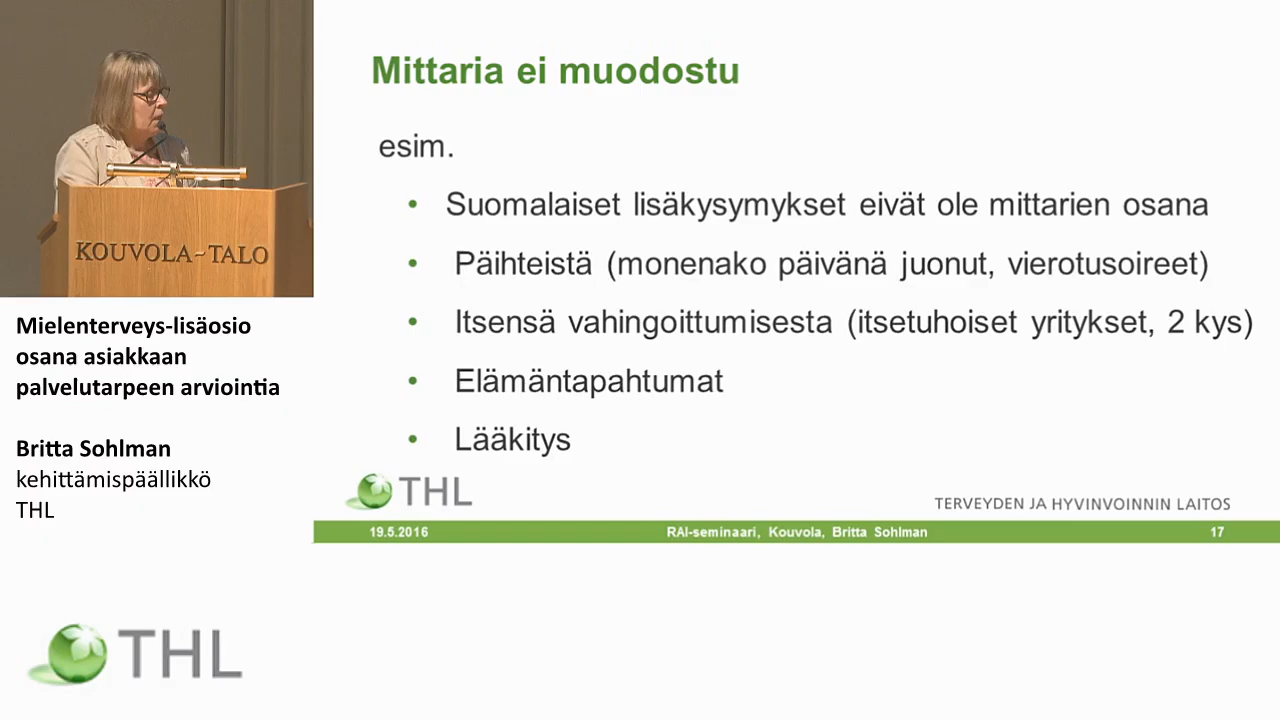 Mittaria ei muodostu
esim.
• Suomalaiset lisäkysymykset eivät ole mittarien osana
• Päihteistä (monenako päivänä juonut, vierotusoireet)
• Itsensä vahingoittumisesta (itsetuhoiset yritykset, 2 kys)
• Elämäntapahtumat
• Lääkitys
THL
TERVEYDEN JA HYVINVOINNIN LAITOS
19.5.2016 RAI-seminaari, Kouvola, Britta Sohlman 17
KOUVOLA-TALO
Mielenterveys-lisäosio
osana asiakkaan
palvelutarpeen arviointia
Britta Sohlman
kehittämispäällikkö
THL
THL